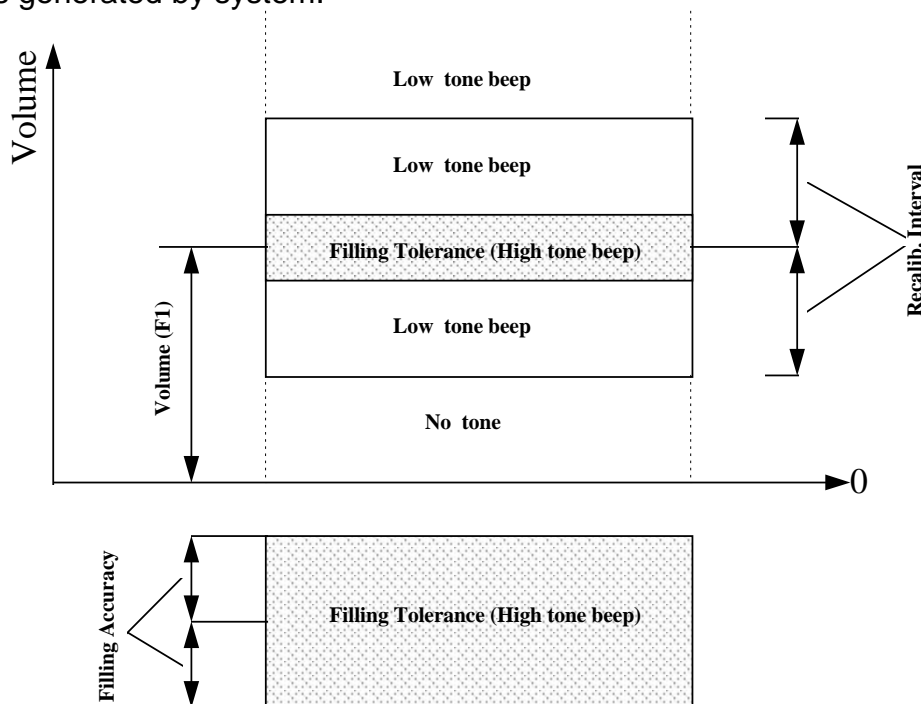 generated by system.
Volume
Low tone beep
Low tone beep
Filling Tolerance (High tone beep)
Low tone beep
No tone
Volume (F1)
Recalib. Interval
0
Filling Accuracy
Filling Tolerance (High tone beep)